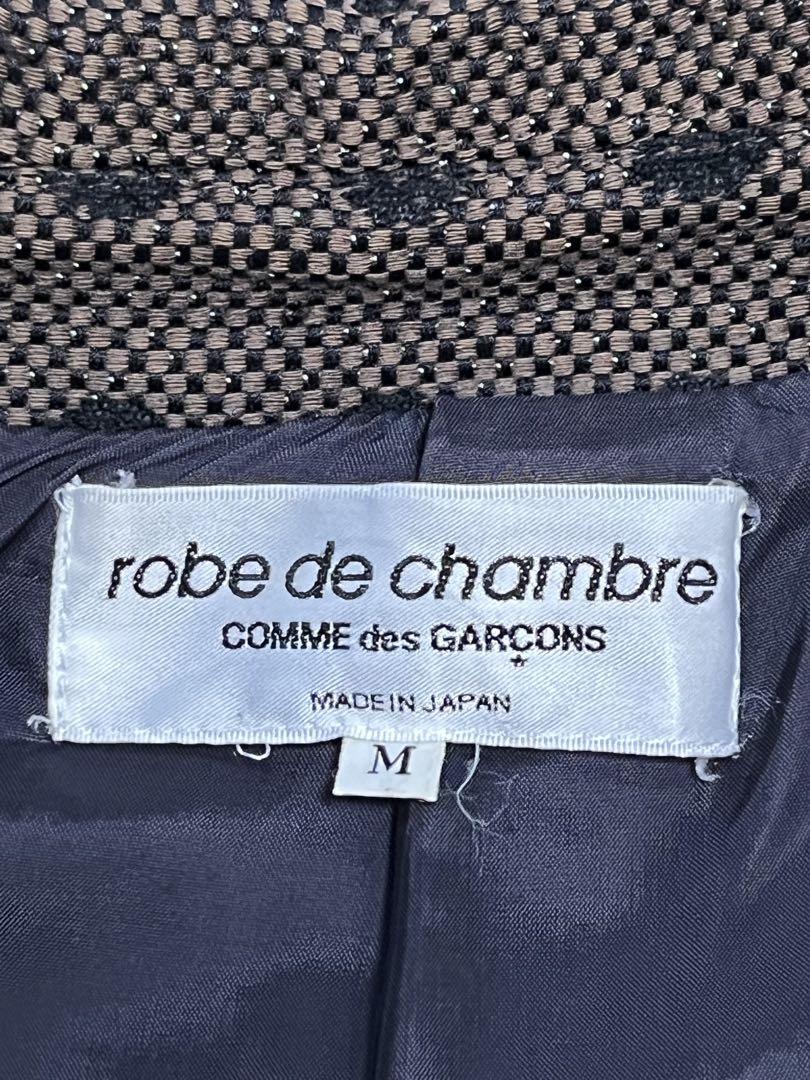 robe de chambre
COMME des GARÇONS
MADE IN JAPAN
M